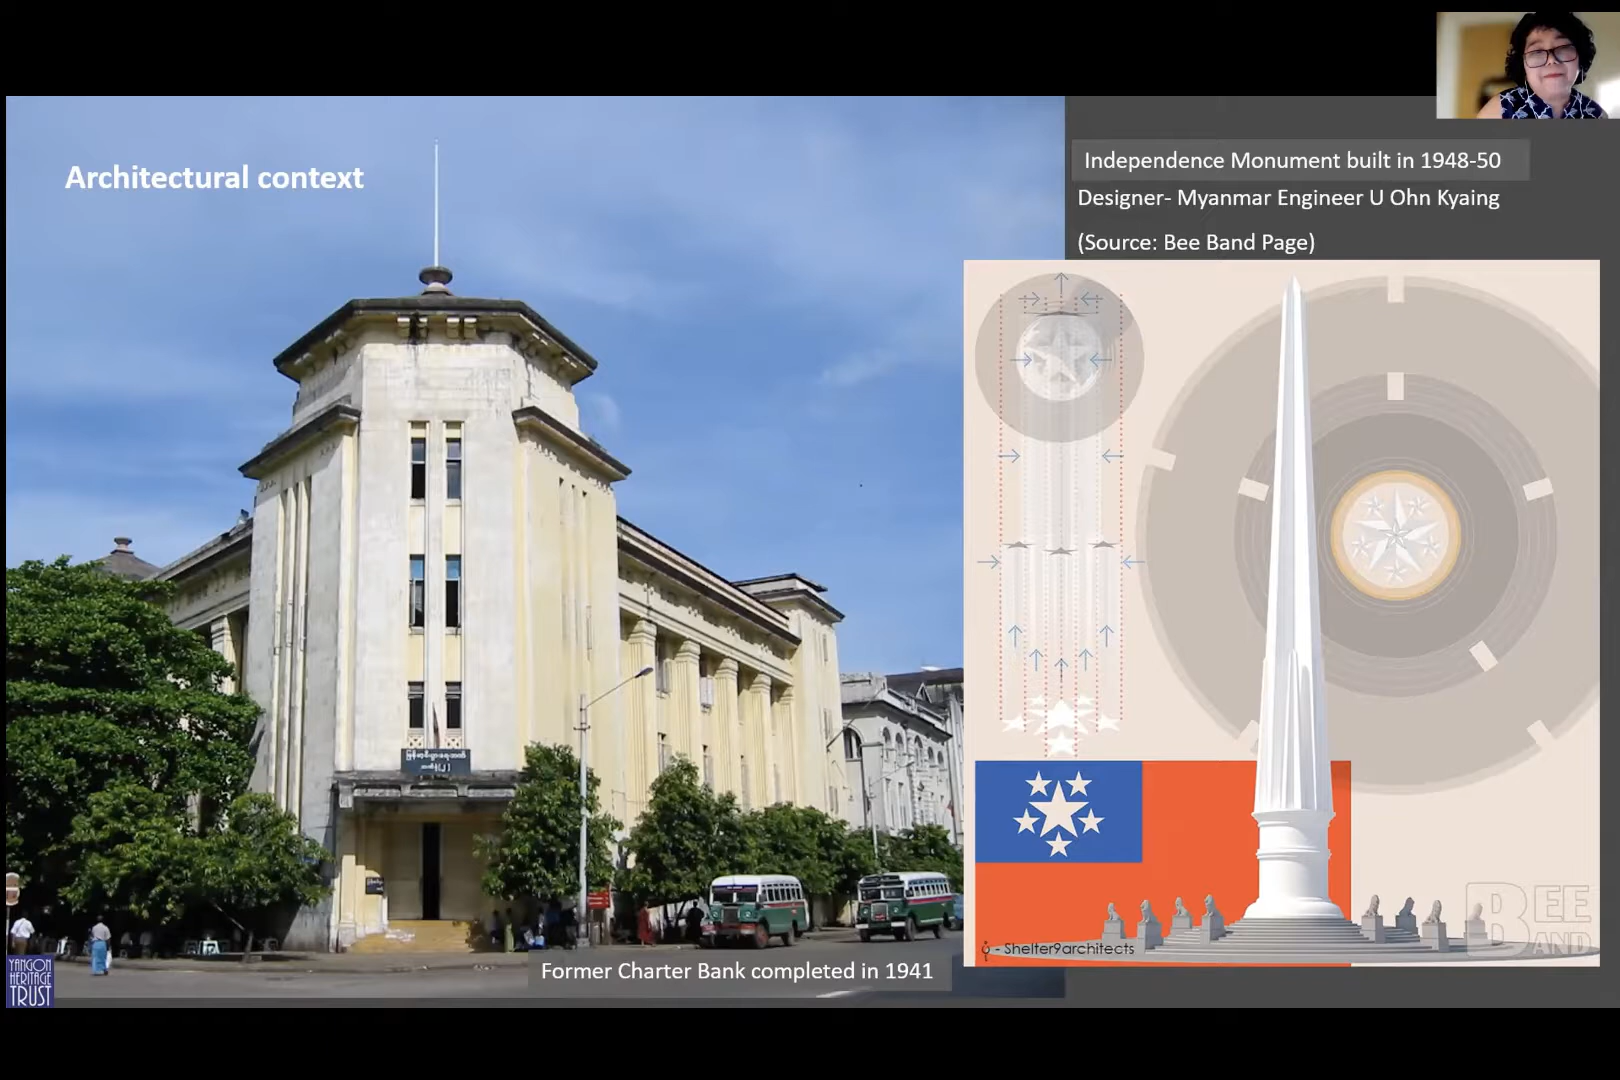 Architectural context
Independence Monument built in 1948-50
Designer- Myanmar Engineer U Ohn Kyaing
(Source: Bee Band Page)
BEE
BAND
- Shelter9architects
Former Charter Bank completed in 1941
YANGON
HERITAGE
TRUST